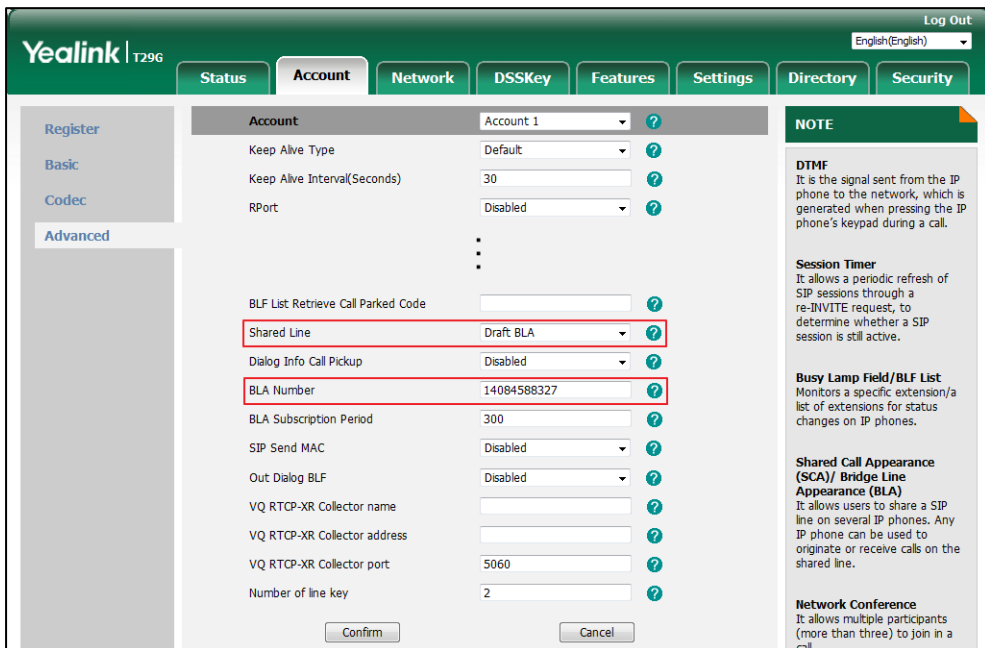 Log Out
Yealink T29G
English(English)
Status Account Network DSSKey Features Settings Directory Security
Register
Basic
Codec
Advanced
Account Account 1
Keep Alive Type Default
Keep Alive Interval(Seconds) 30
RPort Disabled
BLF List Retrieve Call Parked Code
Shared Line Draft BLA
Dialog Info Call Pickup Disabled
BLA Number 14084588327
BLA Subscription Period 300
SIP Send MAC Disabled
Out Dialog BLF Disabled
VQ RTCP-XR Collector name
VQ RTCP-XR Collector address
VQ RTCP-XR Collector port 5060
Number of line key 2
Confirm Cancel
NOTE
DTMF
It is the signal sent from the IP
phone to the network, which is
generated when pressing the IP
phone's keypad during a call.
Session Timer
It allows a periodic refresh of
SIP sessions through a
re-INVITE request, to
determine whether a SIP
session is still active.
Busy Lamp Field/BLF List
Monitors a specific extension/a
list of extensions for status
changes on IP phones.
Shared Call Appearance
(SCA)/ Bridge Line
Appearance (BLA)
It allows users to share a SIP
line on several IP phones. Any
IP phone can be used to
originate or receive calls on the
shared line.
Network Conference
It allows multiple participants
(more than three) to join in a
call.